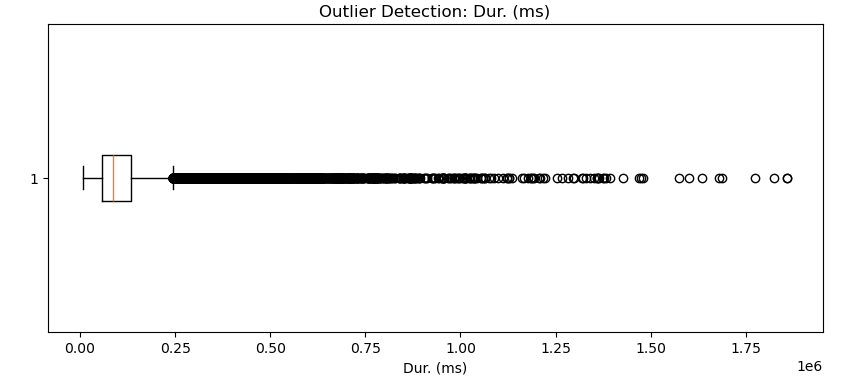 Outlier Detection: Dur. (ms)
1
0.00 0.25 0.50 0.75 1.00 1.25 1.50 1.75
1e6
Dur. (ms)